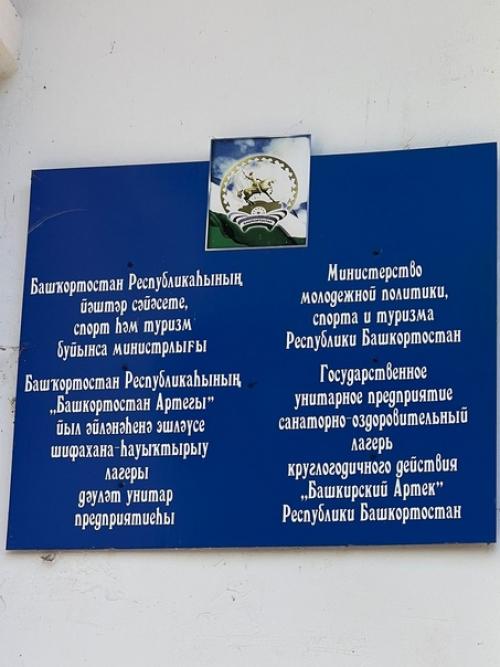 Башҡортостан Республикаһының
йәштәр сәйәсете,
спорт һәм туризм
буйынса министрлығы
Башҡортостан Республикаһының
„Башҡортостан Артегы”
йыл әйләнәһенә эшләүсе
шифахана-һауыҡтырыу
лагеры
дәүләт унитар
предприятиеһы
Министерство
молодежной политики,
спорта и туризма
Республики Башкортостан
Государственное
унитарное предприятие
санаторно-оздоровительный
лагерь
круглогодичного действия
„Башкирский Артек”
Республики Башкортостан